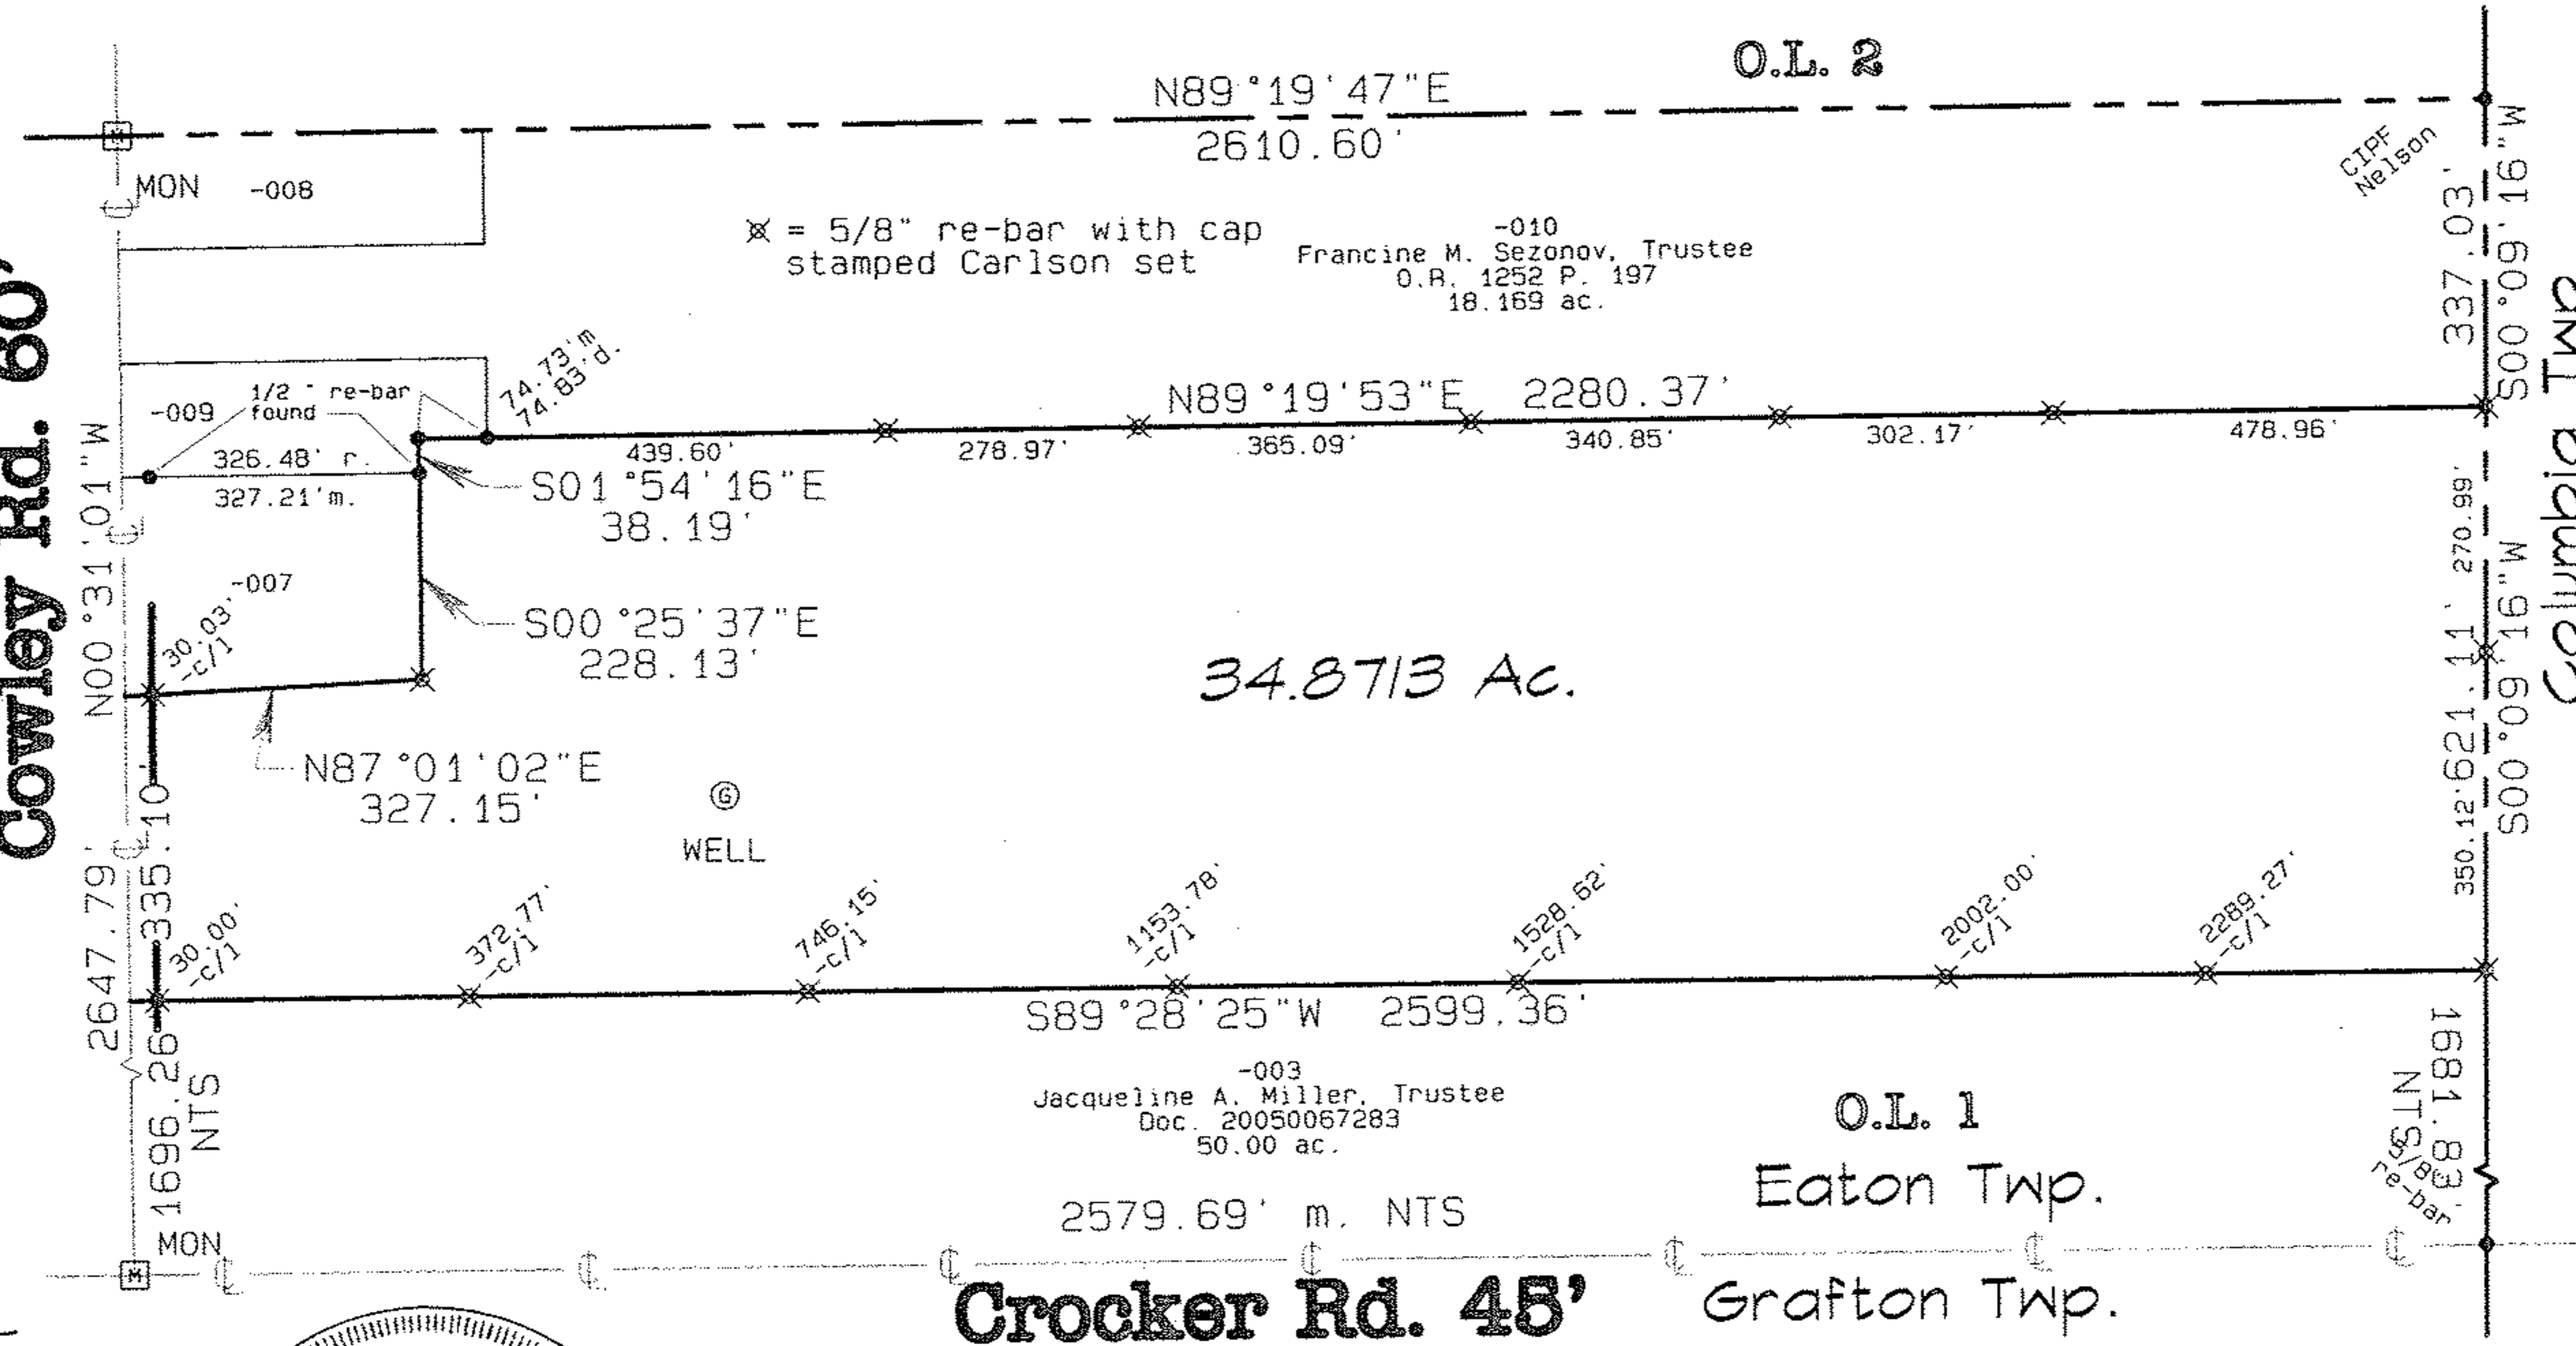 O.L. 2
N89°19'47"E
2610.60'
MON
-008
CIPF
Nelson
S00°09'16"W
337.03'
⌧ = 5/8" re-bar with cap
stamped Carlson set
-010
Francine M. Sezonov, Trustee
O.R. 1252 P. 197
18.169 ac.
Cowley Rd. 60'
Columbia Twp
74.73'm
74.83'd.
N89°19'53"E 2280.37'
-009
1/2" re-bar
found
439.60'
278.97'
365.09'
340.85'
302.17'
478.96'
326.48' r.
327.21'm.
S01°54'16"E
38.19'
N00°31'01"W
270.99'
S00°09'16"W
621.11'
350.12'
-007
30.03'
-c/l
S00°25'37"E
228.13'
34.8713 Ac.
N87°01'02"E
327.15'
G
WELL
2647.79'
335.10'
30.00'
-c/l
372.77'
-c/l
746.15'
-c/l
1153.78'
-c/l
1528.62'
-c/l
2002.00'
-c/l
2289.27'
-c/l
S89°28'25"W 2599.36'
1696.26
NTS
1681.83'
NTS
5/8"
re-bar
-003
Jacqueline A. Miller, Trustee
Doc. 20050067283
50.00 ac.
O.L. 1
Eaton Twp.
2579.69' m. NTS
MON
M
M
Crocker Rd. 45'
Grafton Twp.